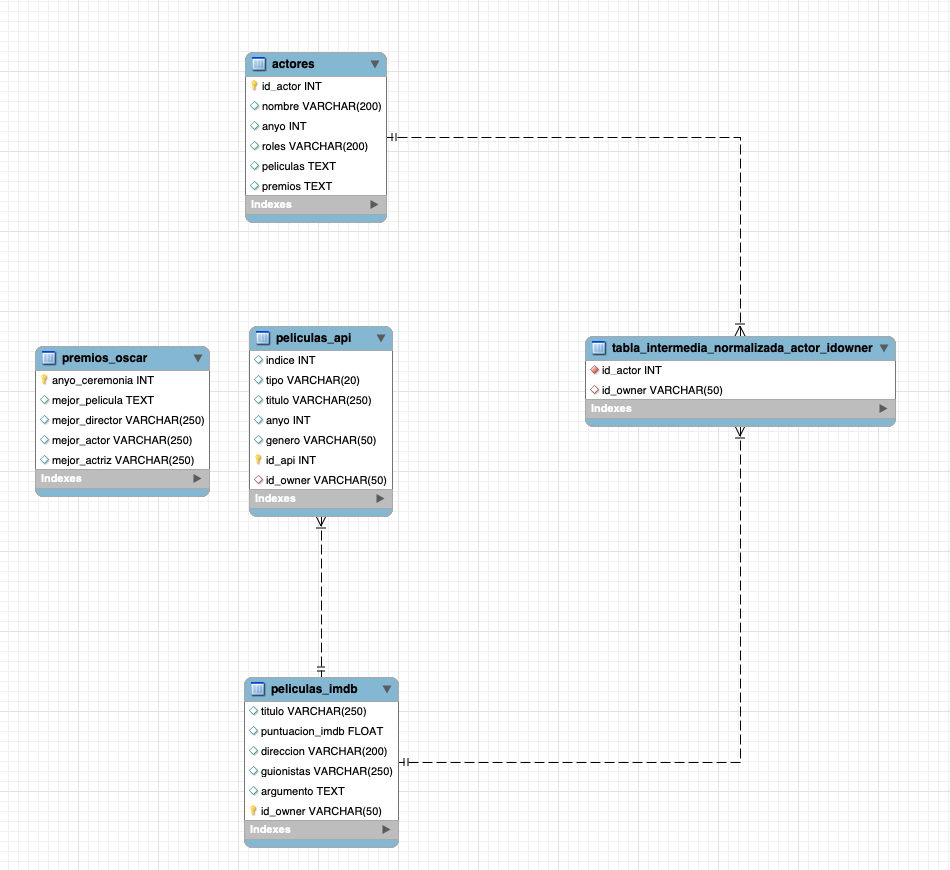 actores
id_actor INT
nombre VARCHAR(200)
anyo INT
roles VARCHAR(200)
peliculas TEXT
premios TEXT
Indexes
premios_oscar
anyo_ceremonia INT
mejor_pelicula TEXT
mejor_director VARCHAR(250)
mejor_actor VARCHAR(250)
mejor_actriz VARCHAR(250)
Indexes
peliculas_api
indice INT
tipo VARCHAR(20)
titulo VARCHAR(250)
anyo INT
genero VARCHAR(50)
id_api INT
id_owner VARCHAR(50)
Indexes
tabla_intermedia_normalizada_actor_idowner
id_actor INT
id_owner VARCHAR(50)
Indexes
peliculas_imdb
titulo VARCHAR(250)
puntuacion_imdb FLOAT
direccion VARCHAR(200)
guionistas VARCHAR(250)
argumento TEXT
id_owner VARCHAR(50)
Indexes